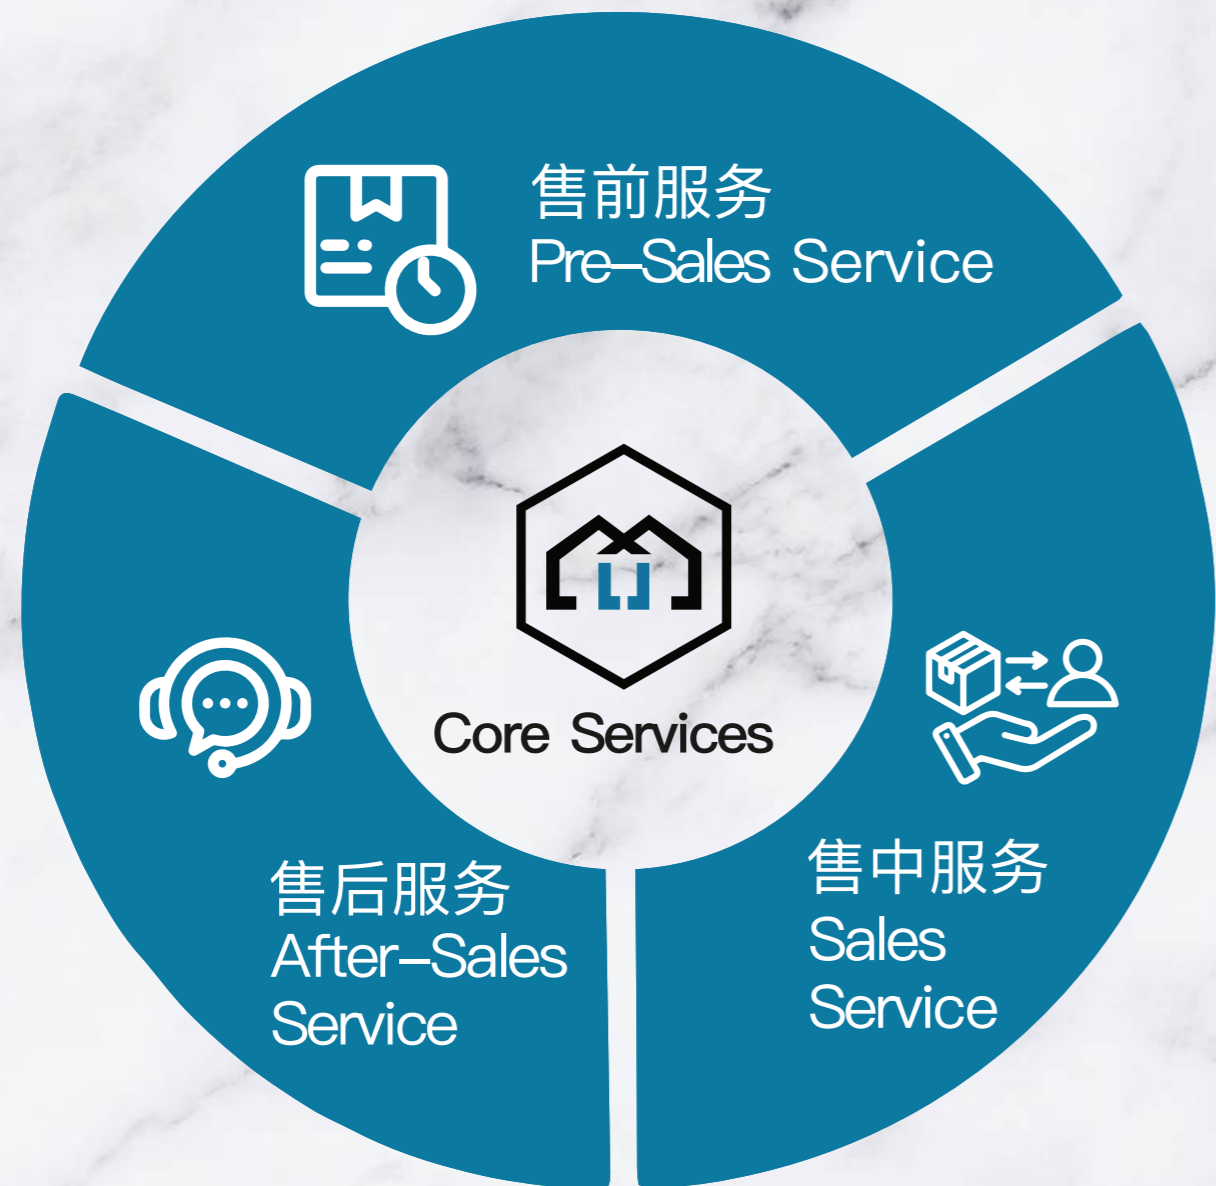 售前服务
Pre-Sales Service
Core Services
售后服务
After-Sales
Service
售中服务
Sales
Service